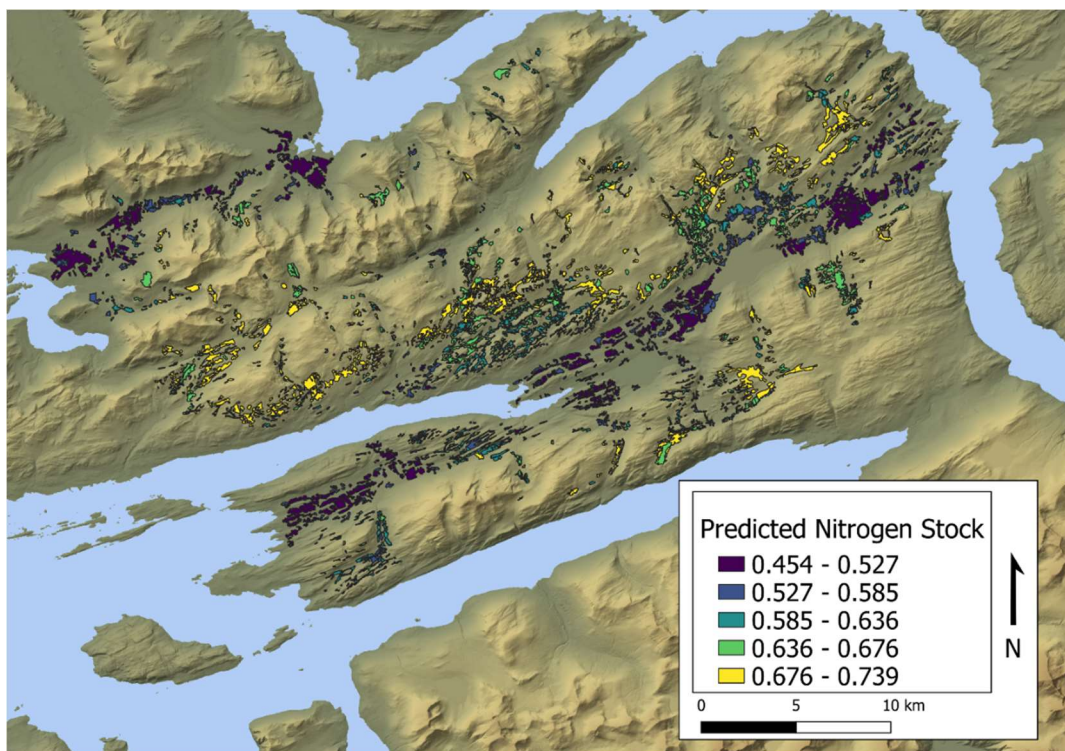 Predicted Nitrogen Stock
0.454 - 0.527
0.527 - 0.585
0.585 - 0.636
0.636 - 0.676
0.676 - 0.739
N
0 5 10 km